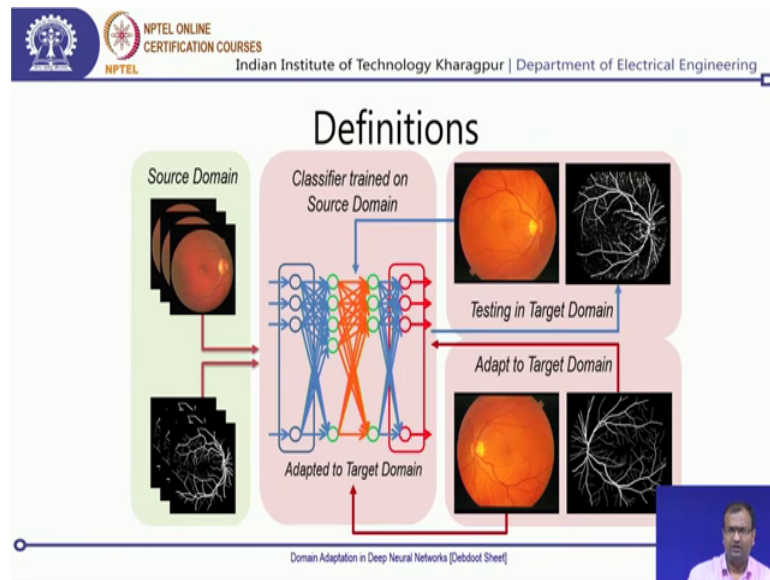 NPTEL ONLINE
CERTIFICATION COURSES
NPTEL
Indian Institute of Technology Kharagpur | Department of Electrical Engineering
Definitions
Source Domain
Classifier trained on
Source Domain
Testing in Target Domain
Adapt to Target Domain
Adapted to Target Domain
Domain Adaptation in Deep Neural Networks [Debdoot Sheet]